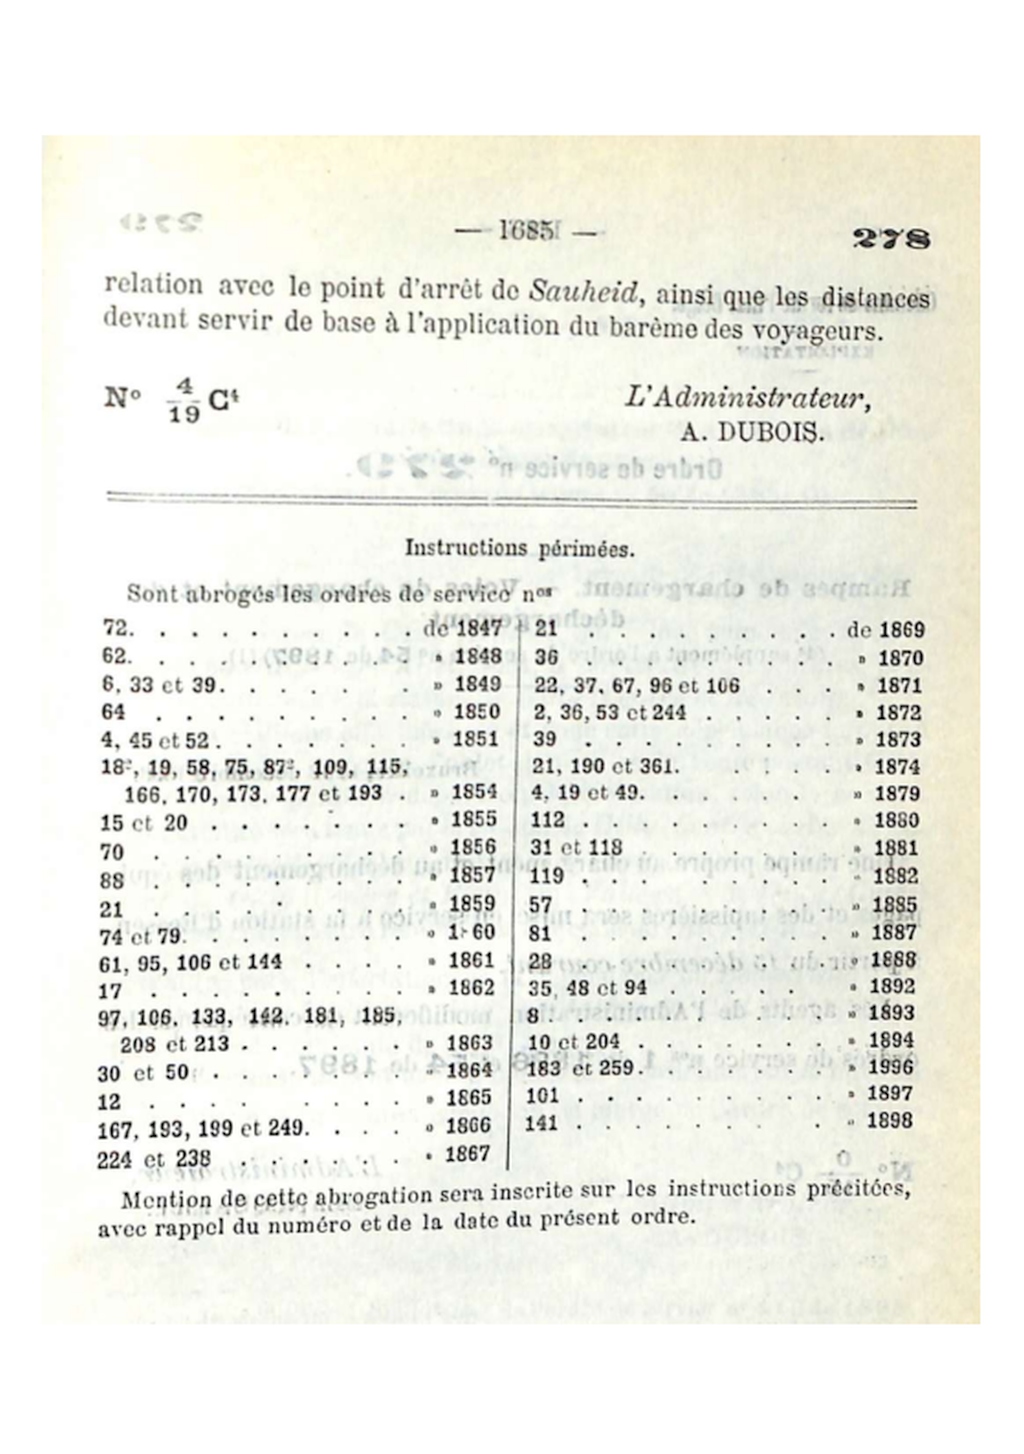 — 1685 — 278
relation avec le point d'arrêt de Sauheid, ainsi que les distances
devant servir de base à l'application du barême des voyageurs.
N° 4/19 C⁴ L'Administrateur,
A. DUBOIS.
Instructions périmées.
Sont abrogés les ordres de service nos
72. . . . . . . . . . . de 1847
62. . . . . . . . . . . » 1848
6, 33 et 39. . . . . . . » 1849
64 . . . . . . . . . . » 1850
4, 45 et 52 . . . . . . . » 1851
18², 19, 58, 75, 87², 109, 115,
166, 170, 173, 177 et 193 . » 1854
15 et 20 . . . . . . . . » 1855
70 . . . . . . . . . . » 1856
88 . . . . . . . . . . » 1857
21 . . . . . . . . . . » 1859
74 et 79. . . . . . . . . » 1860
61, 95, 106 et 144 . . . . . » 1861
17 . . . . . . . . . . » 1862
97, 106, 133, 142, 181, 185,
208 et 213 . . . . . . . » 1863
30 et 50 . . . . . . . . » 1864
12 . . . . . . . . . . » 1865
167, 193, 199 et 249. . . . . » 1866
224 et 238 . . . . . . . » 1867
21 . . . . . . . . . . de 1869
36 . . . . . . . . . . » 1870
22, 37, 67, 96 et 106 . . . . » 1871
2, 36, 53 et 244 . . . . . . » 1872
39 . . . . . . . . . . » 1873
21, 190 et 361. . . . . . . » 1874
4, 19 et 49. . . . . . . . » 1879
112 . . . . . . . . . . » 1880
31 et 118 . . . . . . . . » 1881
119 . . . . . . . . . . » 1882
57 . . . . . . . . . . » 1885
81 . . . . . . . . . . » 1887
28 . . . . . . . . . . » 1888
35, 48 et 94 . . . . . . . » 1892
8 . . . . . . . . . . . » 1893
10 et 204 . . . . . . . . » 1894
183 et 259. . . . . . . . » 1996
101 . . . . . . . . . . » 1897
141 . . . . . . . . . . » 1898
Mention de cette abrogation sera inscrite sur les instructions précitées,
avec rappel du numéro et de la date du présent ordre.